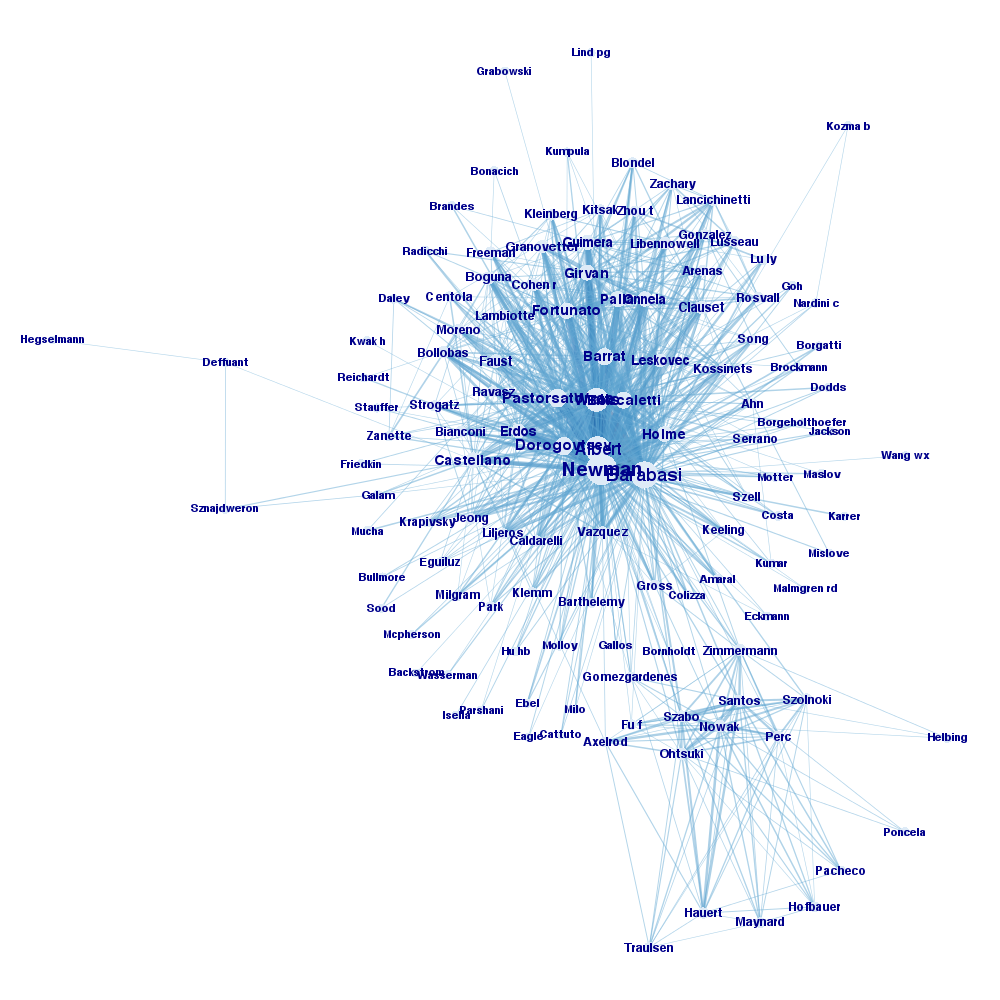 Lind pg
Grabowski
Kozma b
Kumpula
Blondel
Bonacich
Zachary
Lancichinetti
Brandes
Kleinberg
Kitsak
Zhou t
Gonzalez
Lusseau
Libennowell
Guimera
Granovetter
Freeman
Radicchi
Lu ly
Arenas
Girvan
Boguna
Cohen r
Goh
Nardini c
Rosvall
Centola
Daley
Palla
Onnela
Clauset
Fortunato
Lambiotte
Moreno
Hegselmann
Kwak h
Song
Borgatti
Deffuant
Bollobas
Faust
Barrat
Leskovec
Kossinets
Brockmann
Reichardt
Dodds
Ravasz
Strogatz
Stauffer
Pastorsat
Boccaletti
Ahn
Borgeholthoefer
Jackson
Zanette
Bianconi
Erdos
Holme
Serrano
Dorogovtsev
Albert
Wang wx
Friedkin
Castellano
Newman
Barabasi
Motter
Maslov
Galam
Szell
Sznajdweron
Costa
Karrer
Krapivsky
Jeong
Mucha
Liljeros
Caldarelli
Vazquez
Keeling
Mislove
Eguiluz
Kumar
Bullmore
Amaral
Malmgren rd
Gross
Colizza
Milgram
Klemm
Barthelemy
Park
Sood
Eckmann
Mcpherson
Molloy
Gallos
Hu hb
Bornholdt
Zimmermann
Backstrom
Wasserman
Gomezgardenes
Santos
Szolnoki
Ebel
Milo
Parshani
Isella
Szabo
Fu f
Nowak
Eagle
Cattuto
Axelrod
Perc
Helbing
Ohtsuki
Poncela
Pacheco
Hofbauer
Hauert
Maynard
Traulsen